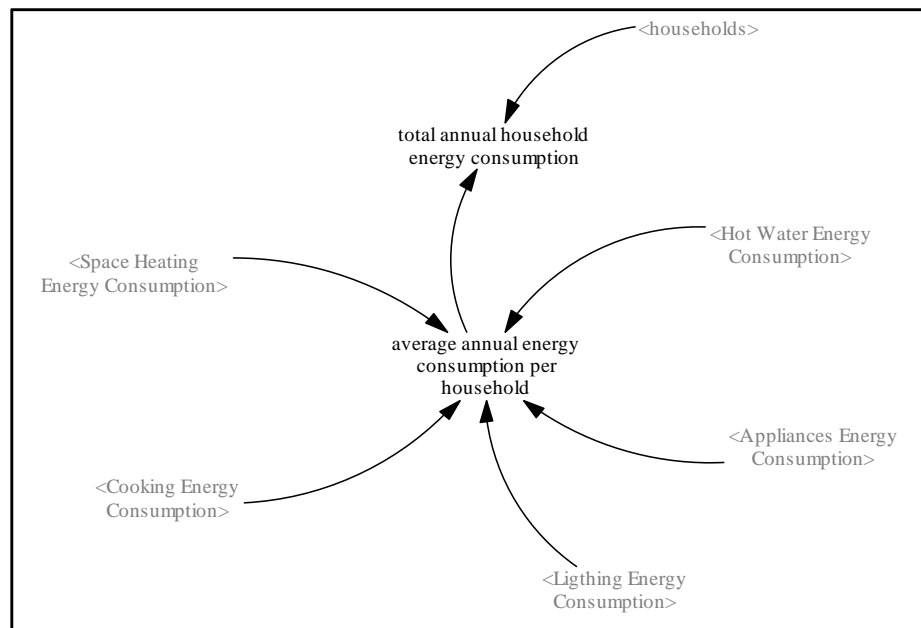 <households>
total annual household
energy consumption
<Hot Water Energy
Consumption>
<Space Heating
Energy Consumption>
average annual energy
consumption per
household
<Appliances Energy
Consumption>
<Cooking Energy
Consumption>
<Ligthing Energy
Consumption>